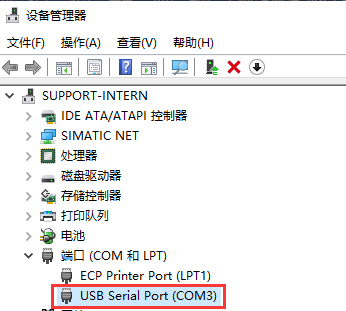 设备管理器
文件(F) 操作(A) 查看(V) 帮助(H)
SUPPORT-INTERN
IDE ATA/ATAPI 控制器
SIMATIC NET
处理器
磁盘驱动器
存储控制器
打印队列
电池
端口 (COM 和 LPT)
ECP Printer Port (LPT1)
USB Serial Port (COM3)